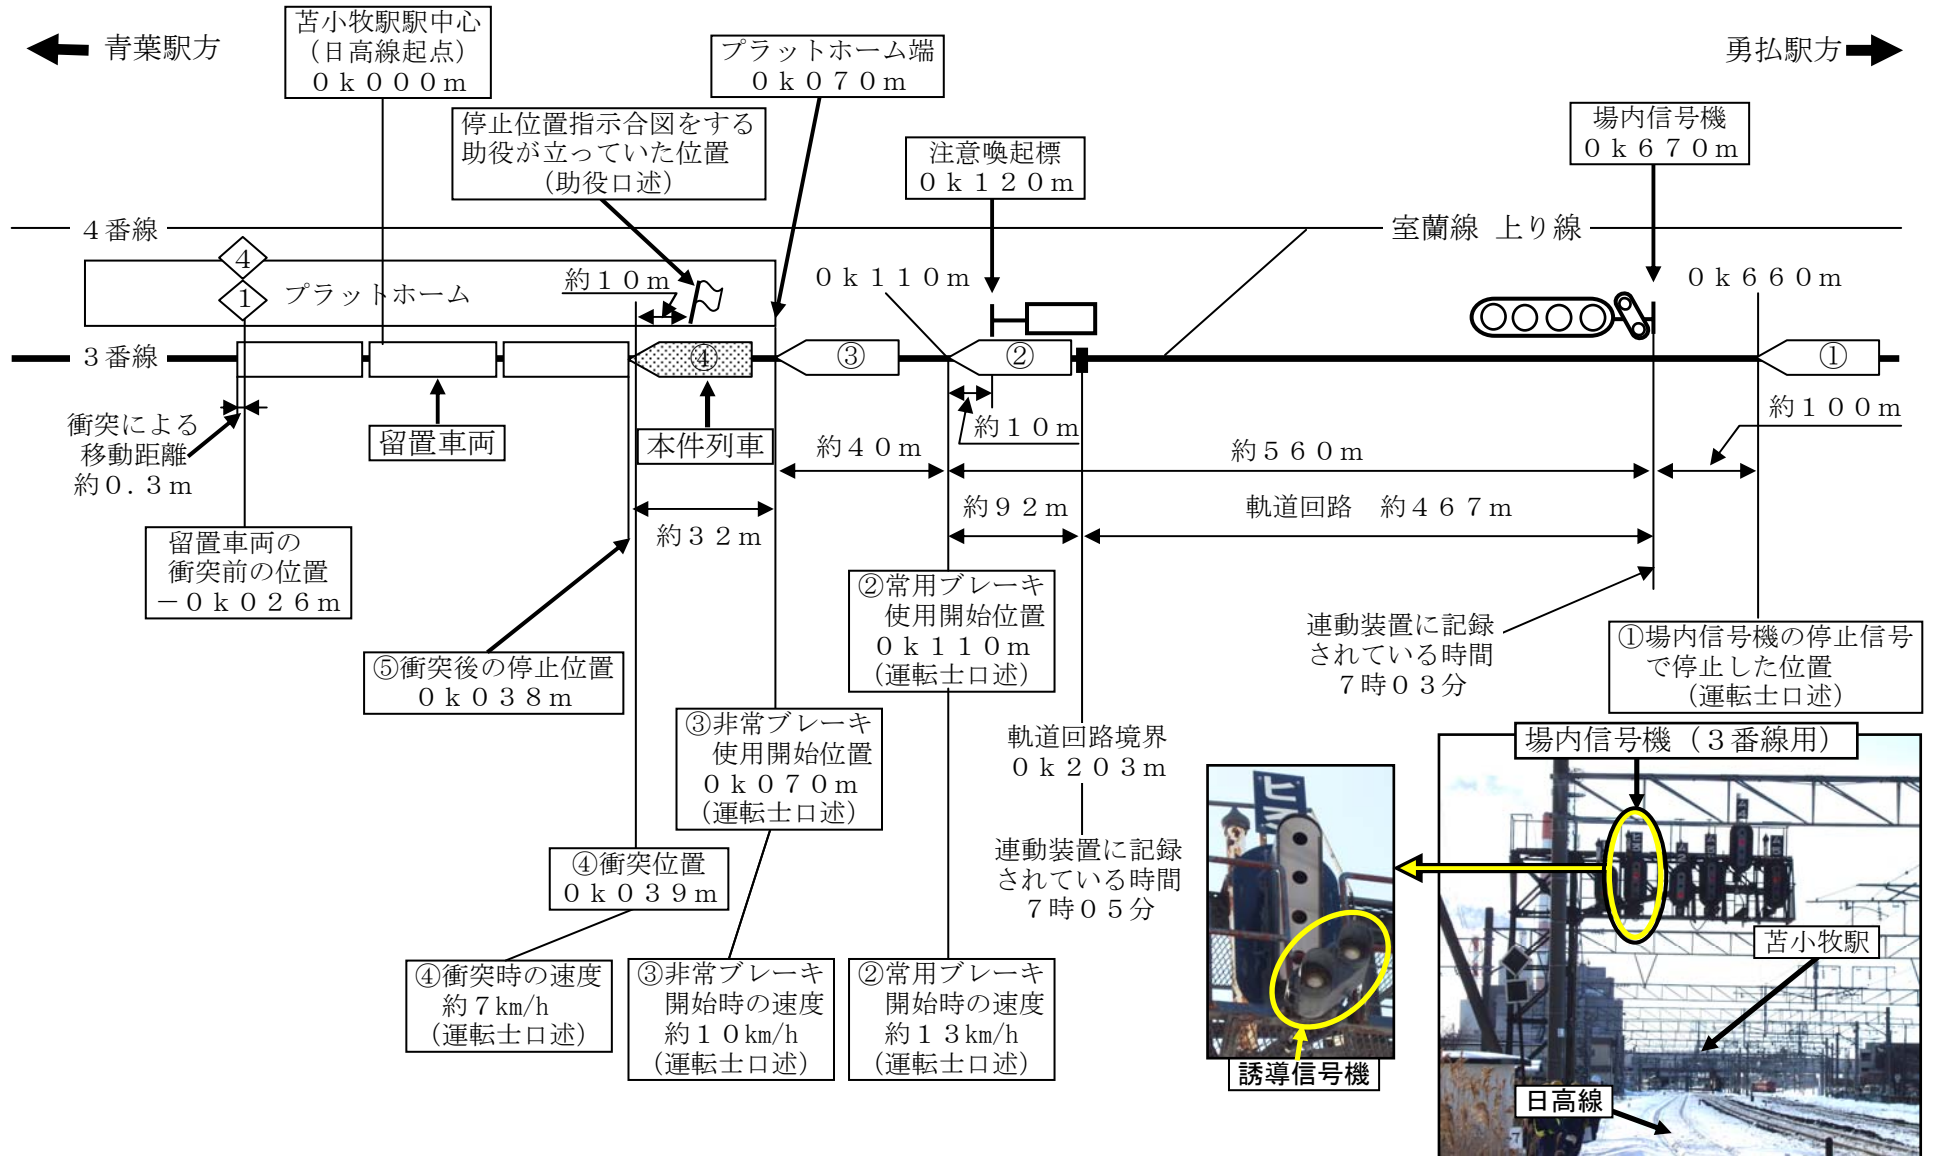 青葉駅方
苫小牧駅駅中心
(日高線起点)
0k000m
プラットホーム端
0k070m
勇払駅方
停止位置指示合図をする
助役が立っていた位置
(助役口述)
注意喚起標
0k120m
場内信号機
0k670m
4番線
室蘭線 上り線
④
①
プラットホーム
約10m
0k110m
0k660m
3番線
④
③
②
①
衝突による
移動距離
約0.3m
留置車両
本件列車
約40m
約10m
約560m
約100m
約32m
約92m
軌道回路 約467m
留置車両の
衝突前の位置
-0k026m
②常用ブレーキ
使用開始位置
0k110m
(運転士口述)
連動装置に記録
されている時間
7時03分
①場内信号機の停止信号
で停止した位置
(運転士口述)
⑤衝突後の停止位置
0k038m
③非常ブレーキ
使用開始位置
0k070m
(運転士口述)
軌道回路境界
0k203m
場内信号機(3番線用)
④衝突位置
0k039m
連動装置に記録
されている時間
7時05分
苫小牧駅
④衝突時の速度
約7km/h
(運転士口述)
③非常ブレーキ
開始時の速度
約10km/h
(運転士口述)
②常用ブレーキ
開始時の速度
約13km/h
(運転士口述)
誘導信号機
日高線
7